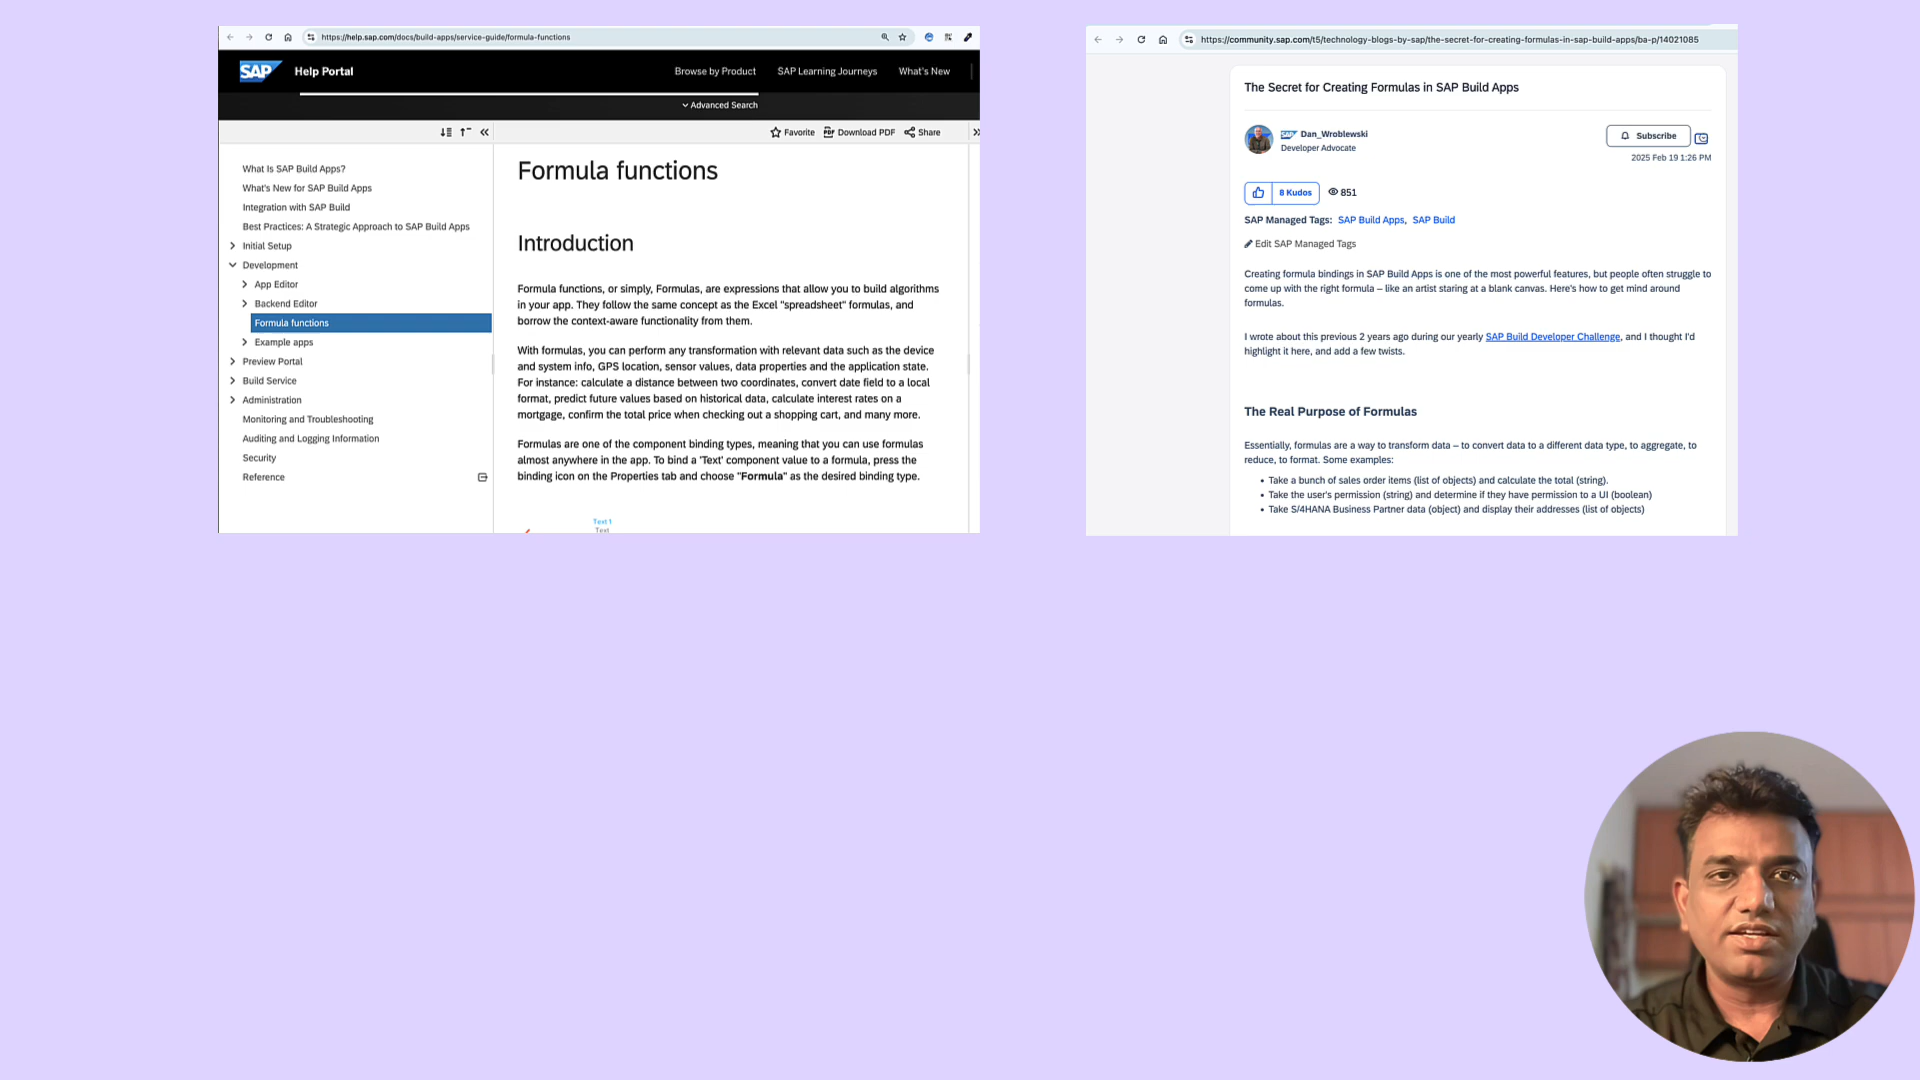 https://help.sap.com/docs/build-apps/service-guide/formula-functions
SAP Help Portal
Browse by Product
SAP Learning Journeys
What's New
Advanced Search
Favorite
Download PDF
Share
What Is SAP Build Apps?
What's New for SAP Build Apps
Integration with SAP Build
Best Practices: A Strategic Approach to SAP Build Apps
Initial Setup
Development
App Editor
Backend Editor
Formula functions
Example apps
Preview Portal
Build Service
Administration
Monitoring and Troubleshooting
Auditing and Logging Information
Security
Reference
Formula functions
Introduction
Formula functions, or simply, Formulas, are expressions that allow you to build algorithms
in your app. They follow the same concept as the Excel "spreadsheet" formulas, and
borrow the context-aware functionality from them.
With formulas, you can perform any transformation with relevant data such as the device
and system info, GPS location, sensor values, data properties and the application state.
For instance: calculate a distance between two coordinates, convert date field to a local
format, predict future values based on historical data, calculate interest rates on a
mortgage, confirm the total price when checking out a shopping cart, and many more.
Formulas are one of the component binding types, meaning that you can use formulas
almost anywhere in the app. To bind a 'Text' component value to a formula, press the
binding icon on the Properties tab and choose "Formula" as the desired binding type.
Text 1
Text
https://community.sap.com/t5/technology-blogs-by-sap/the-secret-for-creating-formulas-in-sap-build-apps/ba-p/14021085
The Secret for Creating Formulas in SAP Build Apps
SAP Dan_Wroblewski
Developer Advocate
Subscribe
2025 Feb 19 1:26 PM
8 Kudos
851
SAP Managed Tags: SAP Build Apps, SAP Build
Edit SAP Managed Tags
Creating formula bindings in SAP Build Apps is one of the most powerful features, but people often struggle to
come up with the right formula – like an artist staring at a blank canvas. Here's how to get mind around
formulas.
I wrote about this previous 2 years ago during our yearly SAP Build Developer Challenge, and I thought I'd
highlight it here, and add a few twists.
The Real Purpose of Formulas
Essentially, formulas are a way to transform data – to convert data to a different data type, to aggregate, to
reduce, to format. Some examples:
• Take a bunch of sales order items (list of objects) and calculate the total (string).
• Take the user's permission (string) and determine if they have permission to a UI (boolean)
• Take S/4HANA Business Partner data (object) and display their addresses (list of objects)